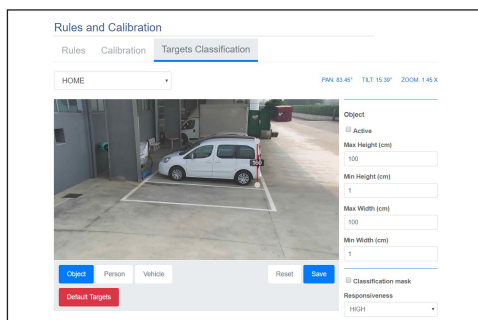 Rules and Calibration
Rules Calibration Targets Classification
HOME PAN: 83.45° TILT: 15.39° ZOOM: 1.45 X
Object
Active
Max Height (cm)
100
Min Height (cm)
1
Max Width (cm)
100
Min Width (cm)
1
160
Object Person Vehicle Reset Save
Default Targets
Classification mask
Responsiveness
HIGH